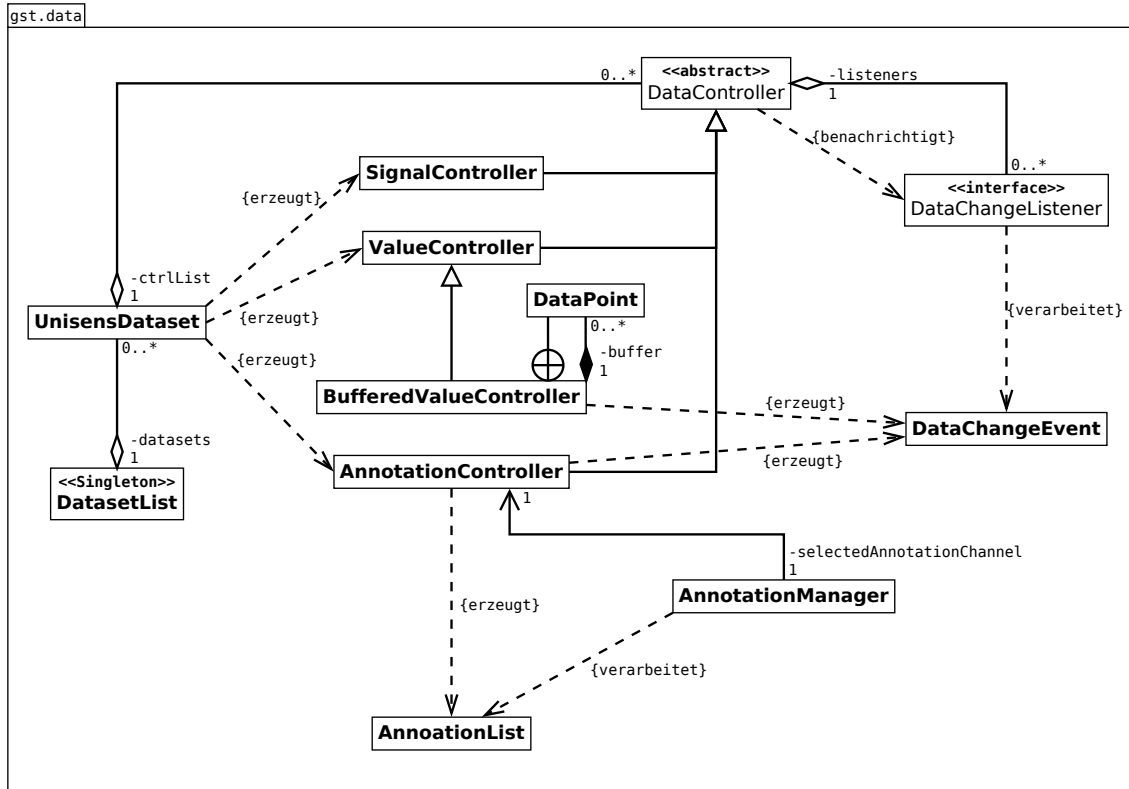 gst.data
0..*
<<abstract>>
DataController
-listeners
1
{benachrichtigt}
SignalController
0..*
<<interface>>
DataChangeListener
{erzeugt}
ValueController
-ctrlList
1
DataPoint
UnisensDataset
{erzeugt}
{verarbeitet}
0..*
0..*
{erzeugt}
-buffer
1
BufferedValueController
{erzeugt}
DataChangeEvent
-datasets
1
AnnotationController
{erzeugt}
<<Singleton>>
DatasetList
1
-selectedAnnotationChannel
1
AnnotationManager
{erzeugt}
{verarbeitet}
AnnoationList